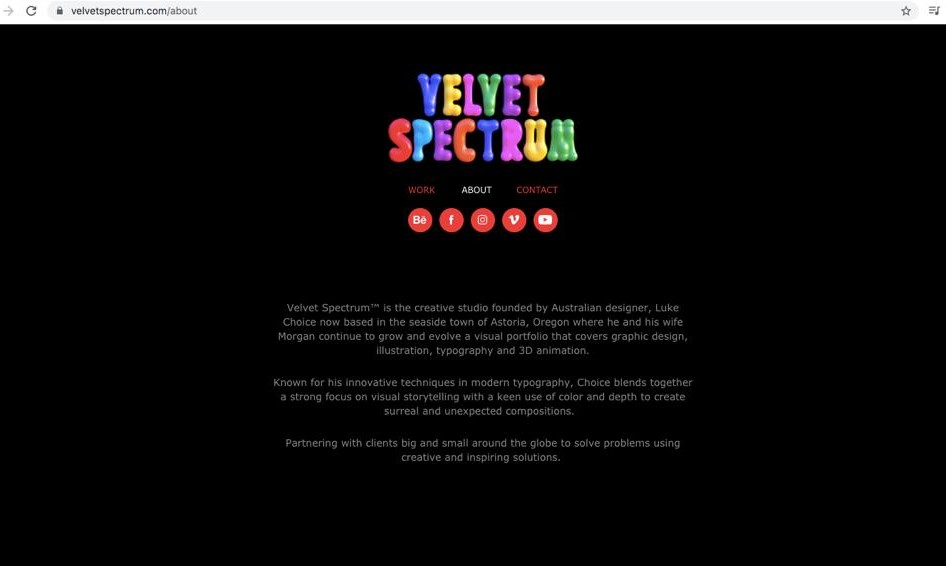 velvetspectrum.com/about
VELVET
SPECTRUM
WORK ABOUT CONTACT
Bē f
Velvet Spectrum™ is the creative studio founded by Australian designer, Luke
Choice now based in the seaside town of Astoria, Oregon where he and his wife
Morgan continue to grow and evolve a visual portfolio that covers graphic design,
illustration, typography and 3D animation.
Known for his innovative techniques in modern typography, Choice blends together
a strong focus on visual storytelling with a keen use of color and depth to create
surreal and unexpected compositions.
Partnering with clients big and small around the globe to solve problems using
creative and inspiring solutions.